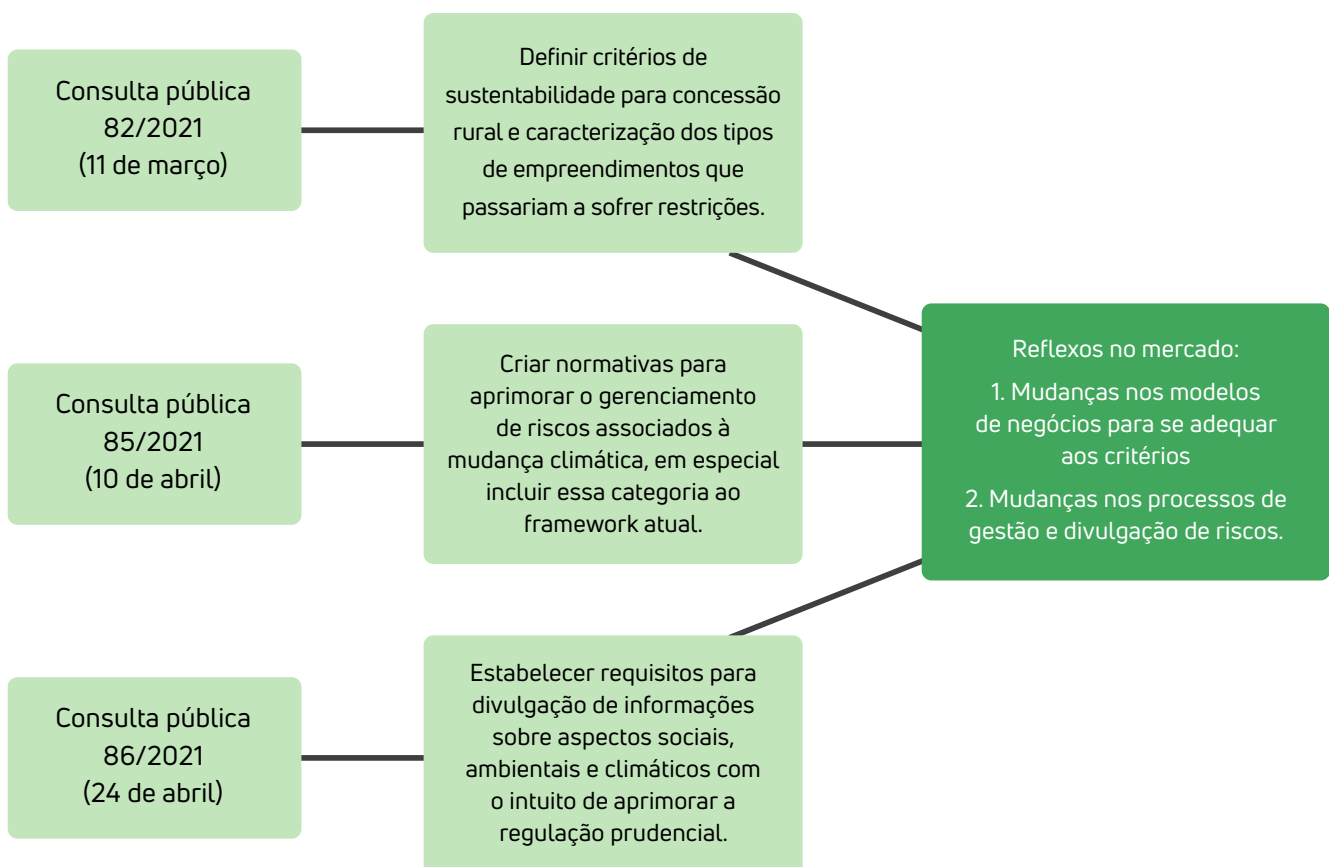 Consulta pública
82/2021
(11 de março)
Definir critérios de
sustentabilidade para concessão
rural e caracterização dos tipos
de empreendimentos que
passariam a sofrer restrições.
Consulta pública
85/2021
(10 de abril)
Criar normativas para
aprimorar o gerenciamento
de riscos associados à
mudança climática, em especial
incluir essa categoria ao
framework atual.
Consulta pública
86/2021
(24 de abril)
Estabelecer requisitos para
divulgação de informações
sobre aspectos sociais,
ambientais e climáticos com
o intuito de aprimorar a
regulação prudencial.
Reflexos no mercado:
1. Mudanças nos modelos
de negócios para se adequar
aos critérios
2. Mudanças nos processos de
gestão e divulgação de riscos.